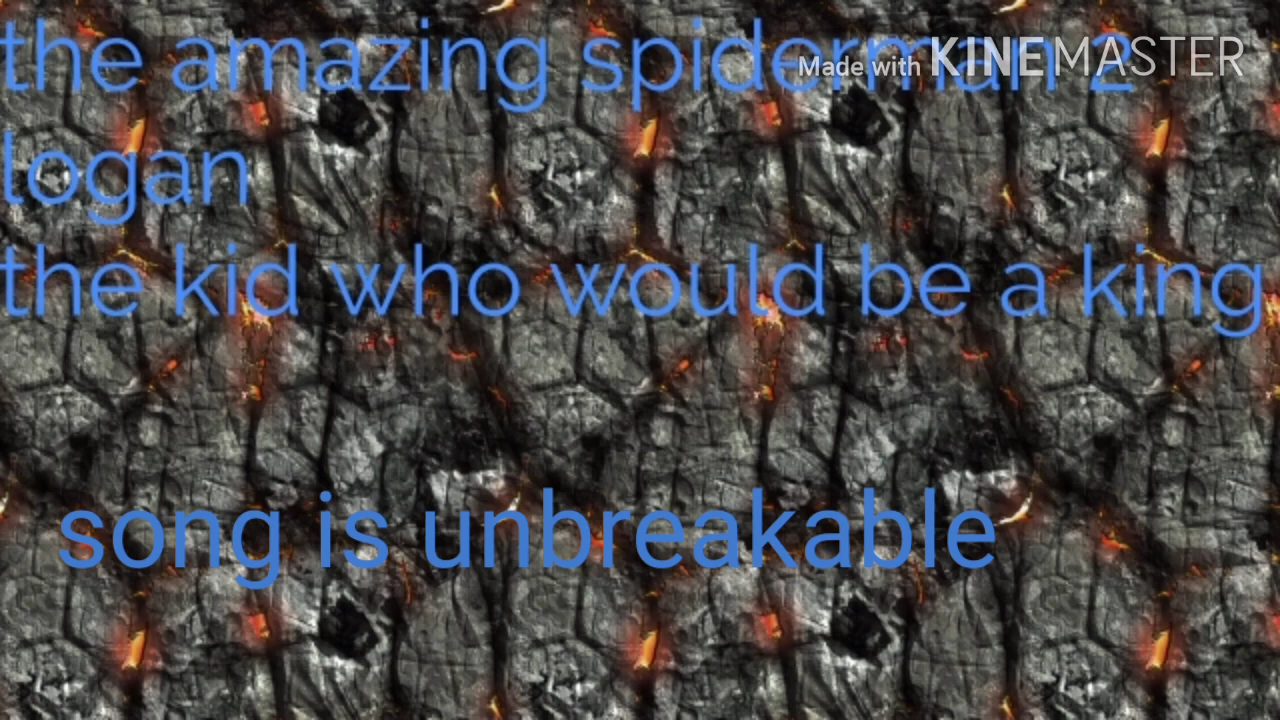 the amazing spiderman 2
Made with KINEMASTER
logan
the kid who would be a king
song is unbreakable